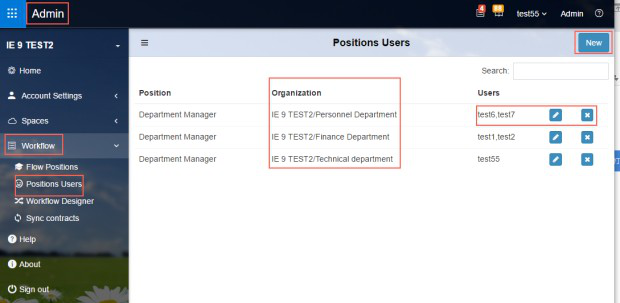 Admin
4
68
test55
Admin
IE 9 TEST2
Positions Users
New
Home
Account Settings
Spaces
Workflow
Flow Positions
Positions Users
Workflow Designer
Sync contracts
Help
About
Sign out
Search:
Position Organization Users
Department Manager IE 9 TEST2/Personnel Department test6,test7
Department Manager IE 9 TEST2/Finance Department test1,test2
Department Manager IE 9 TEST2/Technical department test55